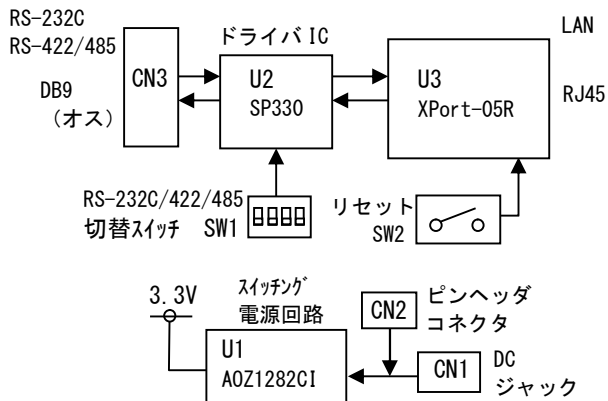 RS-232C
RS-422/485
DB9
(オス)
CN3
ドライバ IC
U2
SP330
U3
XPort-05R
LAN
RJ45
RS-232C/422/485
切替スイッチ SW1
リセット
SW2
3.3V
スイッチング
電源回路
U1
AOZ1282CI
CN2
ピンヘッダ
コネクタ
CN1
DC
ジャック